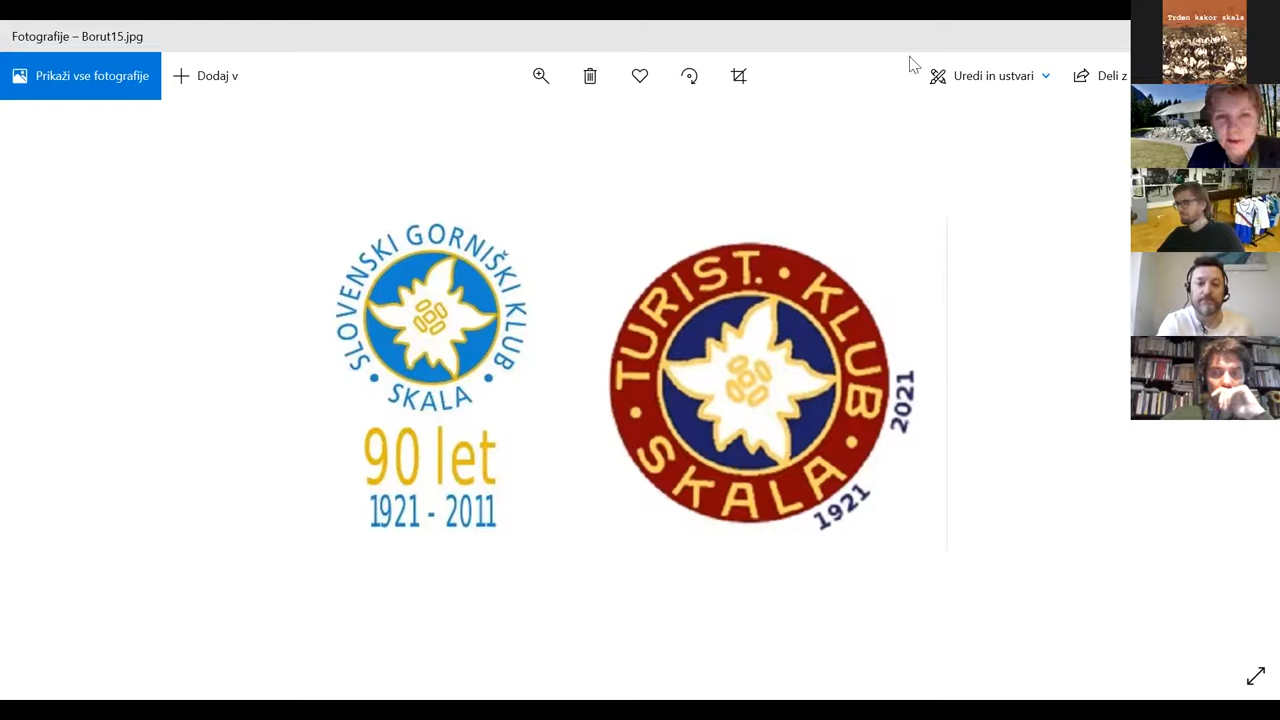 Trden kakor skala
Fotografije – Borut15.jpg
Prikaži vse fotografije
Dodaj v
Uredi in ustvari
Deli z
SLOVENSKI GORNIŠKI KLUB
• SKALA •
90 let
1921 - 2011
• TURIST. • KLUB •
SKALA
1921
2021